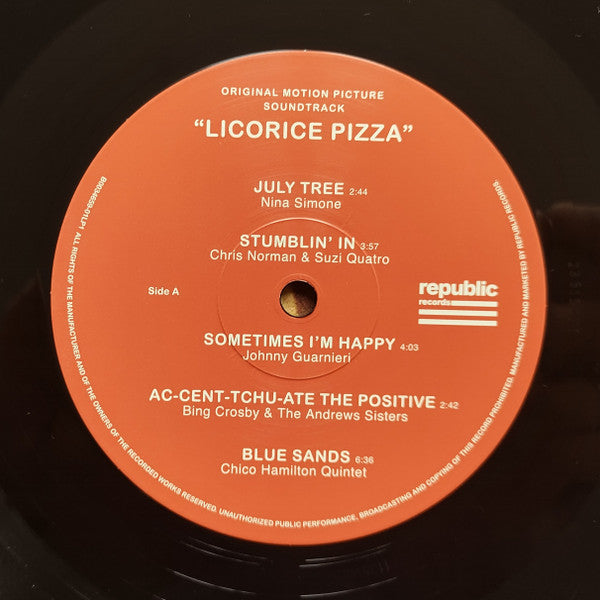 ORIGINAL MOTION PICTURE
SOUNDTRACK
“LICORICE PIZZA”
JULY TREE 2:44
Nina Simone
STUMBLIN’ IN 3:57
Chris Norman & Suzi Quatro
Side A
republic
records
SOMETIMES I’M HAPPY 4:03
Johnny Guarnieri
AC-CENT-TCHU-ATE THE POSITIVE 2:42
Bing Crosby & The Andrews Sisters
BLUE SANDS 6:36
Chico Hamilton Quintet
B0034659-01LP1 ALL RIGHTS OF THE MANUFACTURER AND OF THE OWNERS OF THE RECORDED WORKS RESERVED. UNAUTHORIZED PUBLIC PERFORMANCE, BROADCASTING AND COPYING OF THIS RECORD PROHIBITED. MANUFACTURED AND MARKETED BY REPUBLIC RECORDS.